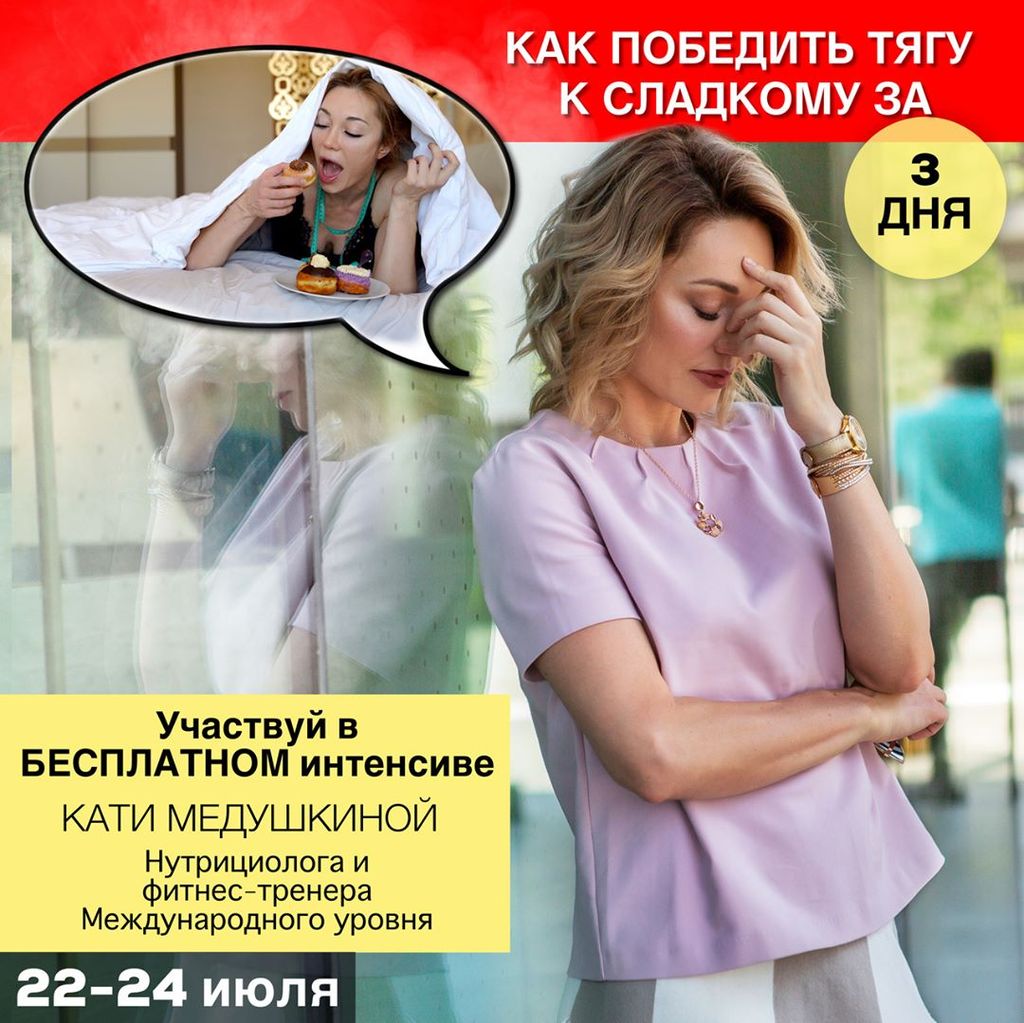 КАК ПОБЕДИТЬ ТЯГУ
К СЛАДКОМУ ЗА
3
ДНЯ
Участвуй в
БЕСПЛАТНОМ интенсиве
КАТИ МЕДУШКИНОЙ
Нутрициолога и
фитнес-тренера
Международного уровня
22-24 июля